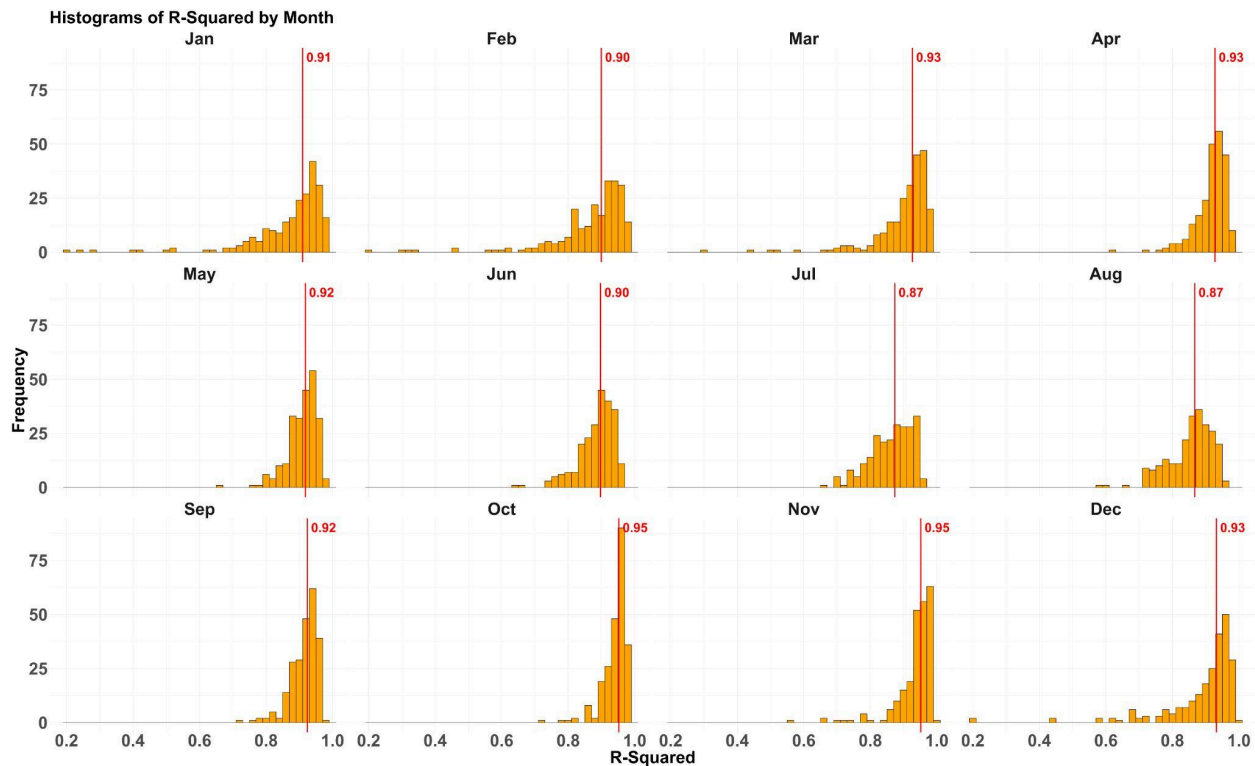 Histograms of R-Squared by Month
Jan Feb Mar Apr
0.91 0.90 0.93 0.93
75
50
25
0
May Jun Jul Aug
0.92 0.90 0.87 0.87
75
50
25
0
Frequency
Sep Oct Nov Dec
0.92 0.95 0.95 0.93
75
50
25
0
0.2 0.4 0.6 0.8 1.0 0.2 0.4 0.6 0.8 1.0 0.2 0.4 0.6 0.8 1.0 0.2 0.4 0.6 0.8 1.0
R-Squared